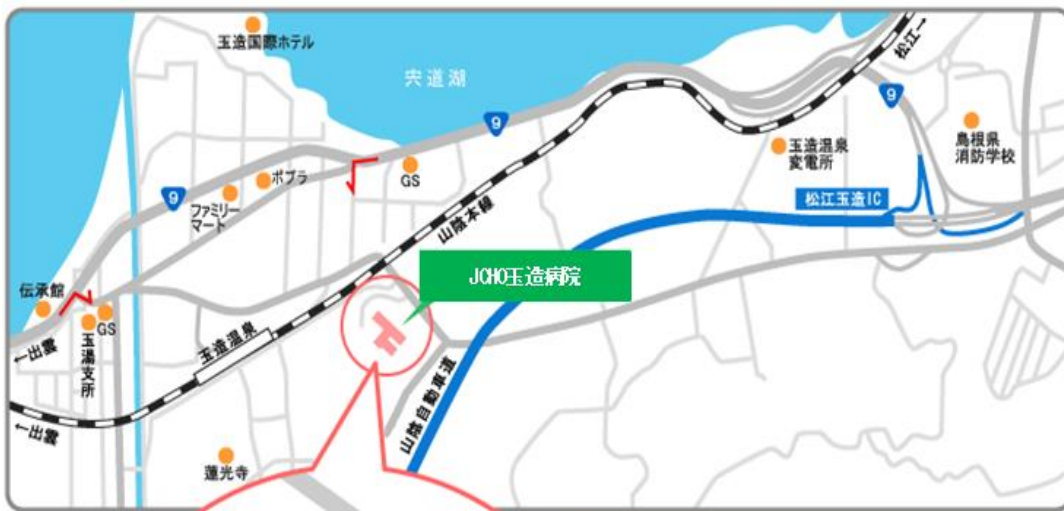 玉造国際ホテル
宍道湖
松江→
9
9
島根県
消防学校
玉造温泉
変電所
GS
ポプラ
9
ファミリー
マート
松江玉造IC
山陰本線
JCHO玉造病院
伝承館
GS
玉湯支所
←出雲
玉造温泉
山陰自動車道
←出雲
蓮光寺